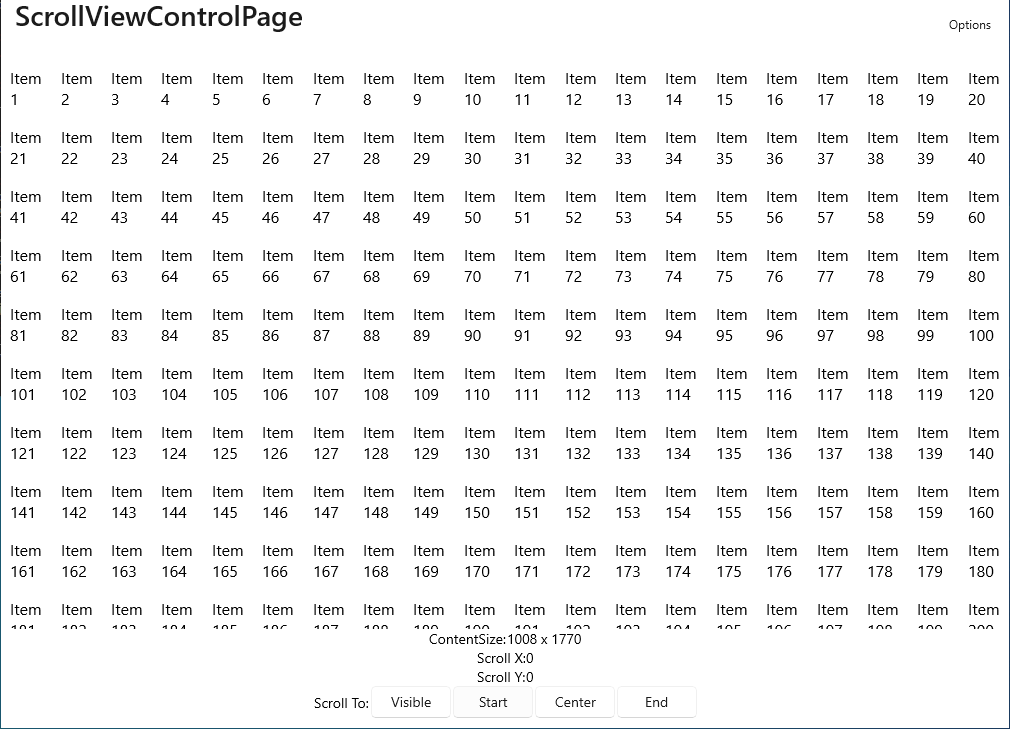 ScrollViewControlPage
Options
Item Item Item Item Item Item Item Item Item Item Item Item Item Item Item Item Item Item Item Item
1 2 3 4 5 6 7 8 9 10 11 12 13 14 15 16 17 18 19 20
Item Item Item Item Item Item Item Item Item Item Item Item Item Item Item Item Item Item Item Item
21 22 23 24 25 26 27 28 29 30 31 32 33 34 35 36 37 38 39 40
Item Item Item Item Item Item Item Item Item Item Item Item Item Item Item Item Item Item Item Item
41 42 43 44 45 46 47 48 49 50 51 52 53 54 55 56 57 58 59 60
Item Item Item Item Item Item Item Item Item Item Item Item Item Item Item Item Item Item Item Item
61 62 63 64 65 66 67 68 69 70 71 72 73 74 75 76 77 78 79 80
Item Item Item Item Item Item Item Item Item Item Item Item Item Item Item Item Item Item Item Item
81 82 83 84 85 86 87 88 89 90 91 92 93 94 95 96 97 98 99 100
Item Item Item Item Item Item Item Item Item Item Item Item Item Item Item Item Item Item Item Item
101 102 103 104 105 106 107 108 109 110 111 112 113 114 115 116 117 118 119 120
Item Item Item Item Item Item Item Item Item Item Item Item Item Item Item Item Item Item Item Item
121 122 123 124 125 126 127 128 129 130 131 132 133 134 135 136 137 138 139 140
Item Item Item Item Item Item Item Item Item Item Item Item Item Item Item Item Item Item Item Item
141 142 143 144 145 146 147 148 149 150 151 152 153 154 155 156 157 158 159 160
Item Item Item Item Item Item Item Item Item Item Item Item Item Item Item Item Item Item Item Item
161 162 163 164 165 166 167 168 169 170 171 172 173 174 175 176 177 178 179 180
Item Item Item Item Item Item Item Item Item Item Item Item Item Item Item Item Item Item Item Item
ContentSize:1008 x 1770
Scroll X:0
Scroll Y:0
Scroll To: Visible Start Center End